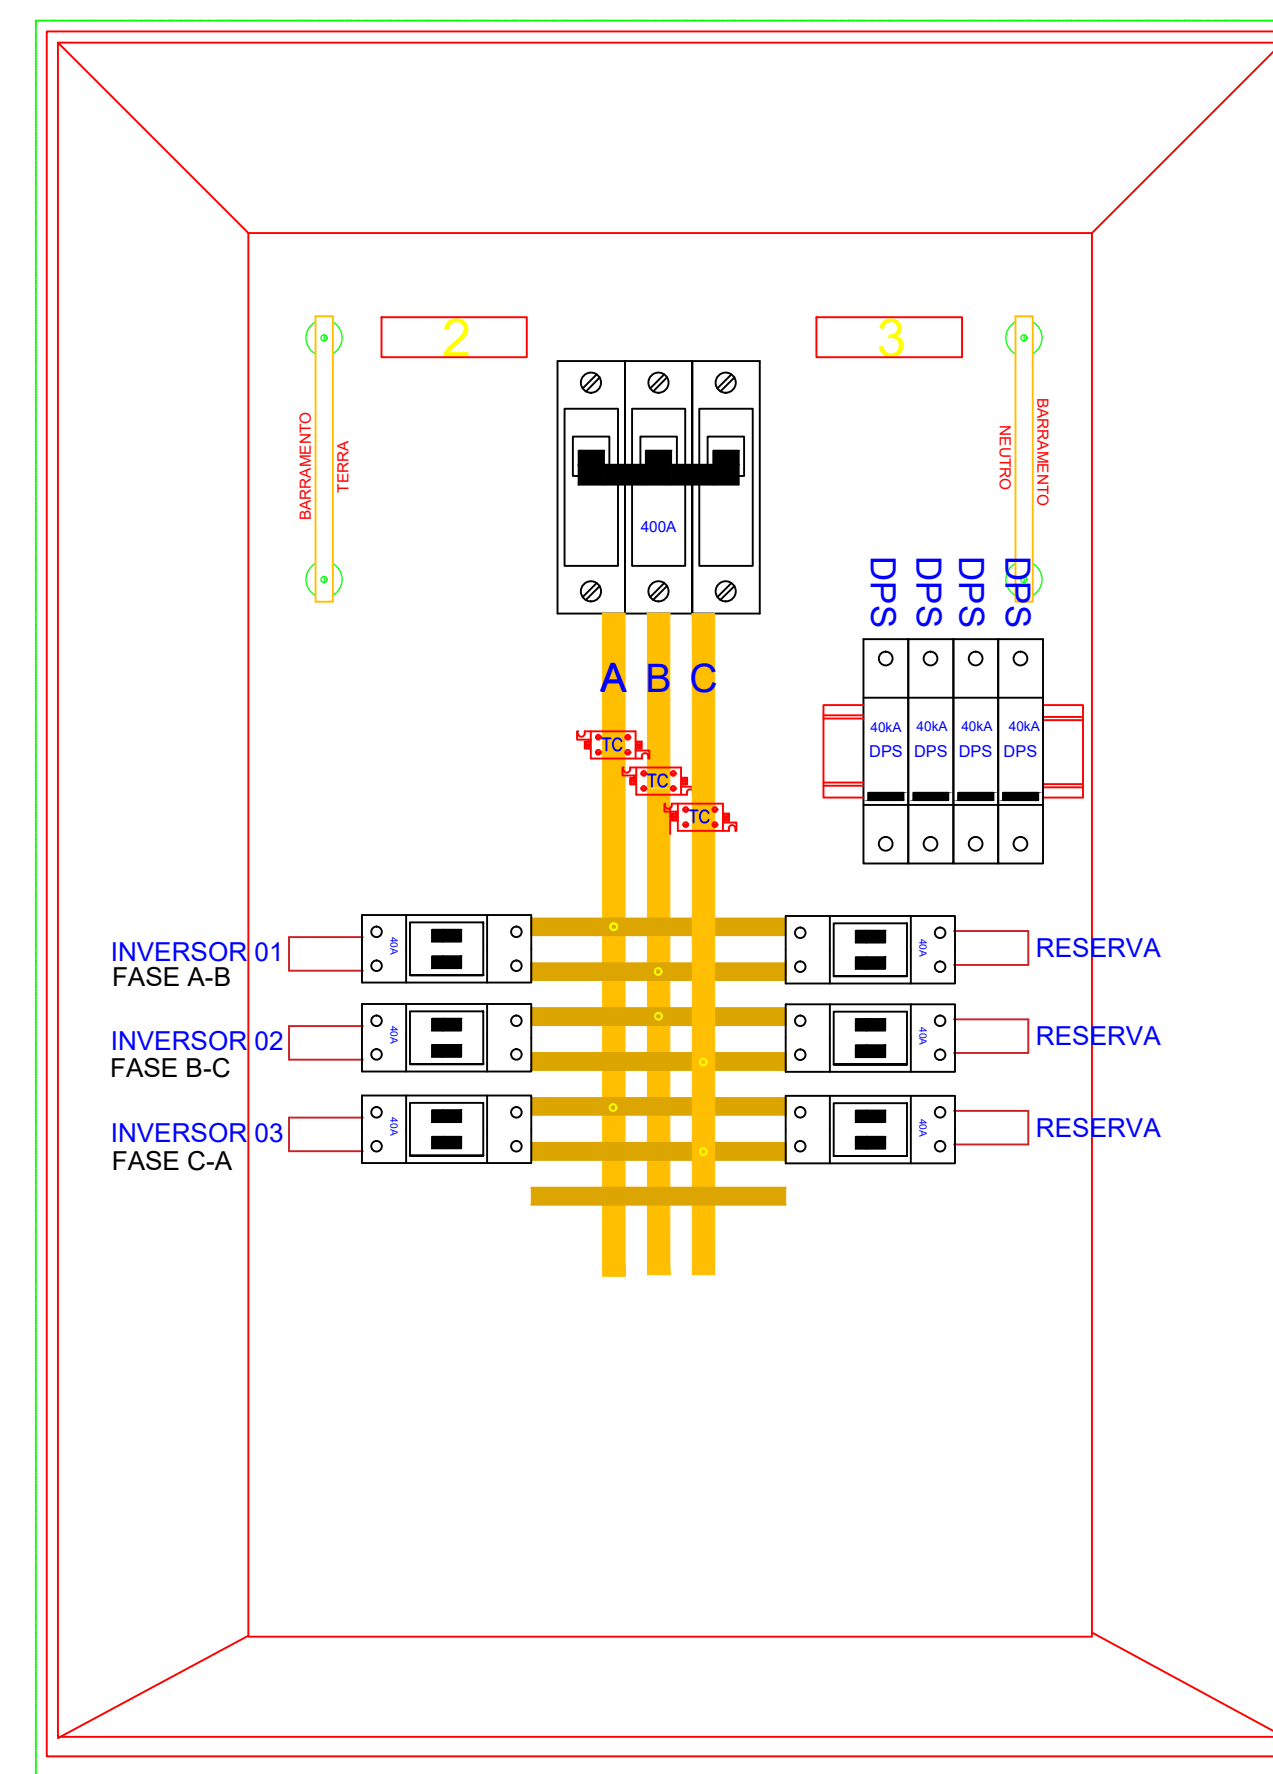 2
3
BARRAMENTO
TERRA
BARRAMENTO
NEUTRO
400A
DPS
DPS
DPS
DPS
A
B
C
40kA
DPS
40kA
DPS
40kA
DPS
40kA
DPS
TC
TC
TC
INVERSOR 01
FASE A-B
40A
40A
RESERVA
INVERSOR 02
FASE B-C
40A
40A
RESERVA
INVERSOR 03
FASE C-A
40A
40A
RESERVA